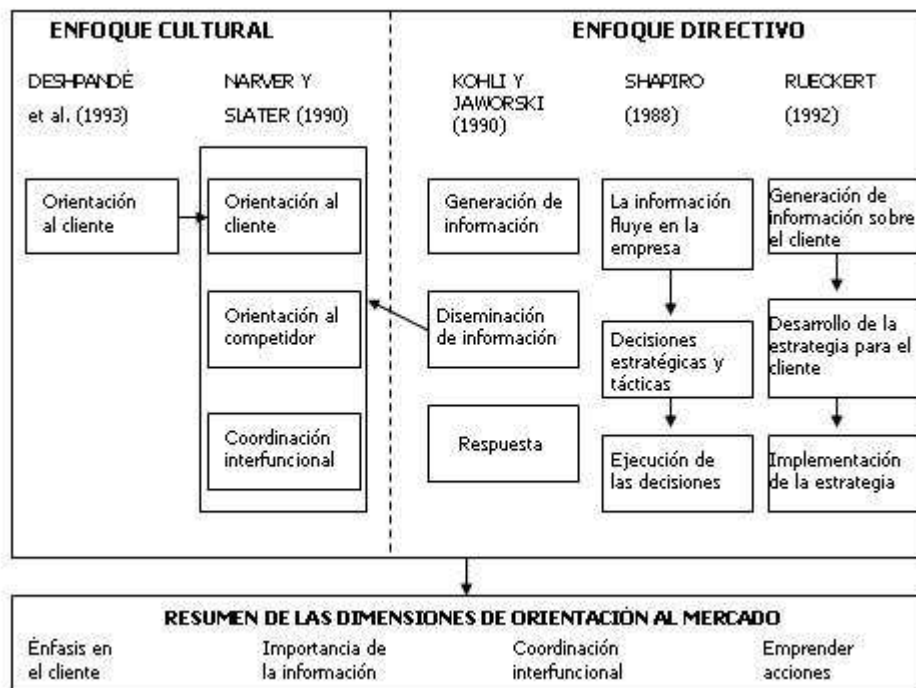 ENFOQUE CULTURAL
DESHPANDÉ
et al. (1993)
NARVER Y
SLATER (1990)
Orientación
al cliente
Orientación al
cliente
Orientación al
competidor
Coordinación
interfuncional
ENFOQUE DIRECTIVO
KOHLI Y
JAWORSKI
(1990)
SHAPIRO
(1988)
RUECKERT
(1992)
Generación de
información
Diseminación
de información
Respuesta
La información
fluye en la
empresa
Decisiones
estratégicas y
tácticas
Ejecución de
las decisiones
Generación de
información sobre
el cliente
Desarrollo de la
estrategia para el
cliente
Implementación
de la estrategia
RESUMEN DE LAS DIMENSIONES DE ORIENTACIÓN AL MERCADO
Énfasis en
el cliente
Importancia de
la información
Coordinación
interfuncional
Emprender
acciones